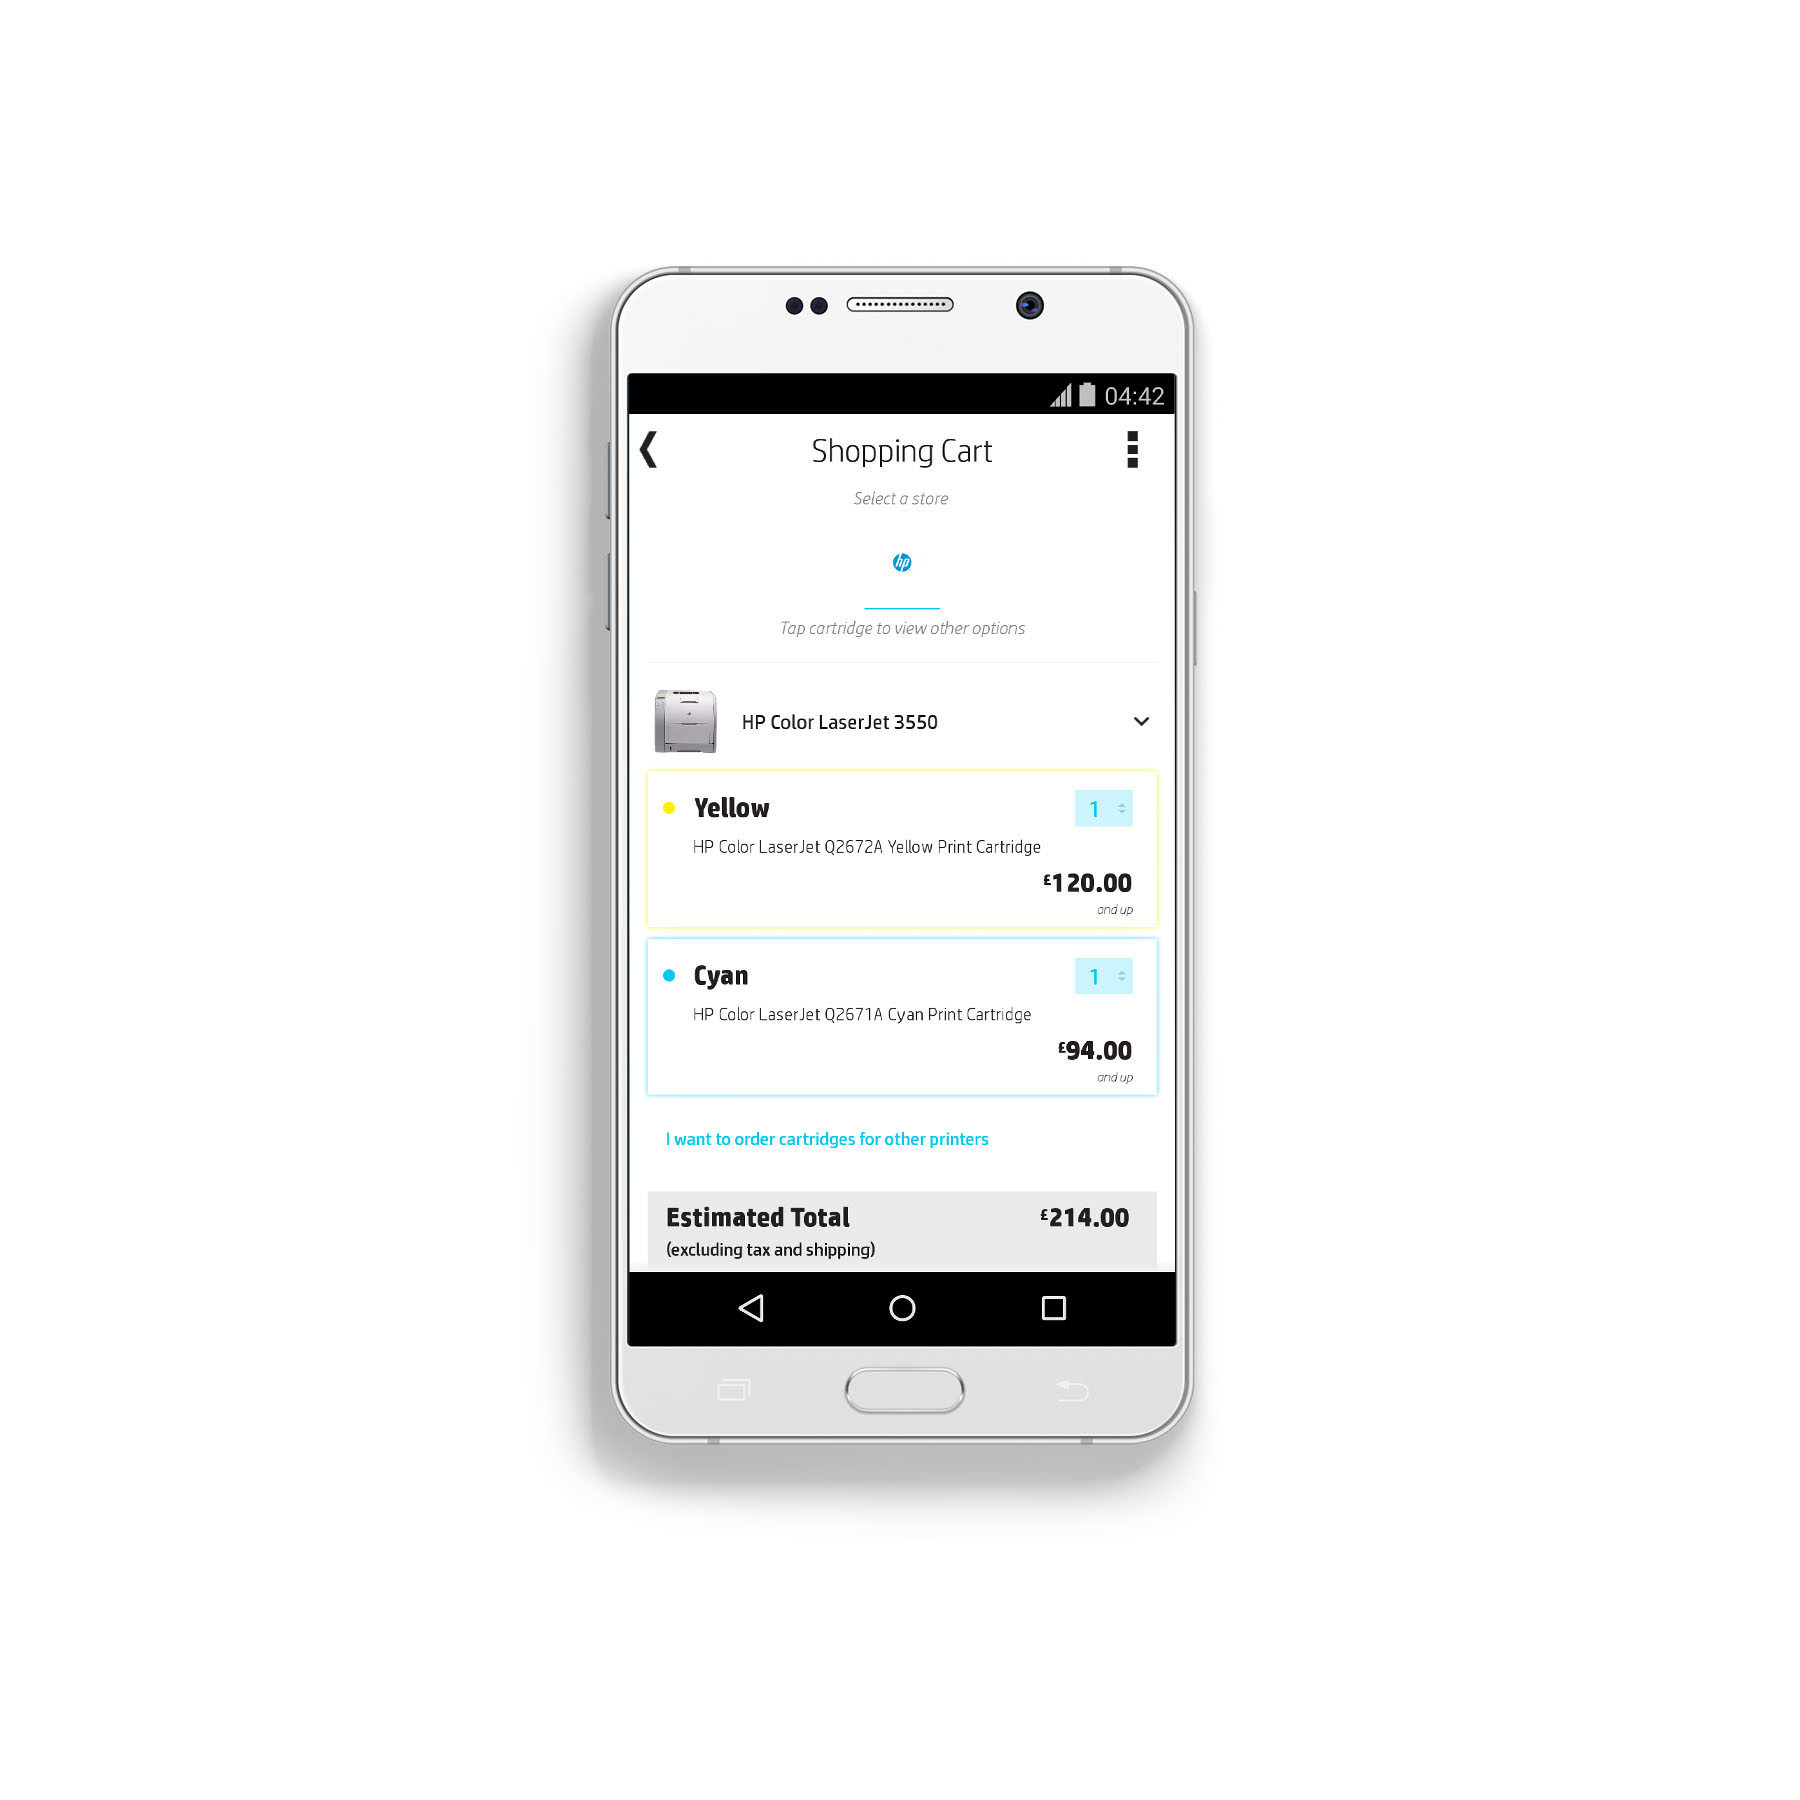 04:42
Shopping Cart
Select a store
hp
Tap cartridge to view other options
HP Color LaserJet 3550
Yellow
1
HP Color LaserJet Q2672A Yellow Print Cartridge
£120.00
and up
Cyan
1
HP Color LaserJet Q2671A Cyan Print Cartridge
£94.00
and up
I want to order cartridges for other printers
Estimated Total £214.00
(excluding tax and shipping)